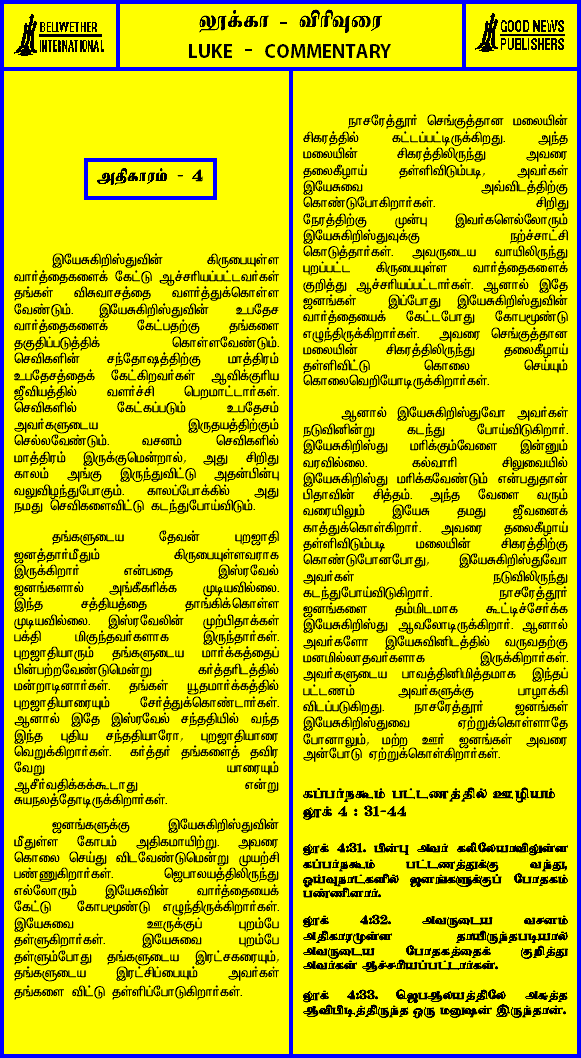 BELLWETHER
INTERNATIONAL
லூக்கா - விரிவுரை
LUKE - COMMENTARY
GOOD NEWS
PUBLISHERS
அதிகாரம் - 4
இயேசுகிறிஸ்துவின் கிருபையுள்ள
வார்த்தைகளைக் கேட்டு ஆச்சரியப்பட்டவர்கள்
தங்கள் விசுவாசத்தை வளர்த்துக்கொள்ள
வேண்டும். இயேசுகிறிஸ்துவின் உபதேச
வார்த்தைகளைக் கேட்பதற்கு தங்களை
தகுதிப்படுத்திக் கொள்ளவேண்டும்.
செவிகளின் சந்தோஷத்திற்கு மாத்திரம்
உபதேசத்தைக் கேட்கிறவர்கள் ஆவிக்குரிய
ஜீவியத்தில் வளர்ச்சி பெறமாட்டார்கள்.
செவிகளில் கேட்கப்படும் உபதேசம்
அவர்களுடைய இருதயத்திற்கும்
செல்லவேண்டும். வசனம் செவிகளில்
மாத்திரம் இருக்குமென்றால், அது சிறிது
காலம் அங்கு இருந்துவிட்டு அதன்பின்பு
வலுவிழந்துபோகும். காலப்போக்கில் அது
நமது செவிகளைவிட்டு கடந்துபோய்விடும்.
தங்களுடைய தேவன் புறஜாதி
ஜனத்தார்மீதும் கிருபையுள்ளவராக
இருக்கிறார் என்பதை இஸ்ரவேல்
ஜனங்களால் அங்கீகரிக்க முடியவில்லை.
இந்த சத்தியத்தை தாங்கிக்கொள்ள
முடியவில்லை. இஸ்ரவேலின் முற்பிதாக்கள்
பக்தி மிகுந்தவர்களாக இருந்தார்கள்.
புறஜாதியாரும் தங்களுடைய மார்க்கத்தைப்
பின்பற்றவேண்டுமென்று கர்த்தரிடத்தில்
மன்றாடினார்கள். தங்கள் யூதமார்க்கத்தில்
புறஜாதியாரையும் சேர்த்துக்கொண்டார்கள்.
ஆனால் இதே இஸ்ரவேல் சந்ததியில் வந்த
இந்த புதிய சந்ததியாரோ, புறஜாதியாரை
வெறுக்கிறார்கள். கர்த்தர் தங்களைத் தவிர
வேறு யாரையும்
ஆசீர்வதிக்கக்கூடாது என்று
சுயநலத்தோடிருக்கிறார்கள்.
ஜனங்களுக்கு இயேசுகிறிஸ்துவின்
மீதுள்ள கோபம் அதிகமாயிற்று. அவரை
கொலை செய்து விடவேண்டுமென்று முயற்சி
பண்ணுகிறார்கள். ஜெபாலயத்திலிருந்து
எல்லோரும் இயேசுவின் வார்த்தையைக்
கேட்டு கோபமூண்டு எழுந்திருக்கிறார்கள்.
இயேசுவை ஊருக்குப் புறம்பே
தள்ளுகிறார்கள். இயேசுவை புறம்பே
தள்ளும்போது தங்களுடைய இரட்சகரையும்,
தங்களுடைய இரட்சிப்பையும் அவர்கள்
தங்களை விட்டு தள்ளிப்போடுகிறார்கள்.
நாசரேத்தூர் செங்குத்தான மலையின்
சிகரத்தில் கட்டப்பட்டிருக்கிறது. அந்த
மலையின் சிகரத்திலிருந்து அவரை
தலைகீழாய் தள்ளிவிடும்படி, அவர்கள்
இயேசுவை அவ்விடத்திற்கு
கொண்டுபோகிறார்கள். சிறிது
நேரத்திற்கு முன்பு இவர்களெல்லோரும்
இயேசுகிறிஸ்துவுக்கு நற்ச்சாட்சி
கொடுத்தார்கள். அவருடைய வாயிலிருந்து
புறப்பட்ட கிருபையுள்ள வார்த்தைகளைக்
குறித்து ஆச்சரியப்பட்டார்கள். ஆனால் இதே
ஜனங்கள் இப்போது இயேசுகிறிஸ்துவின்
வார்த்தையைக் கேட்டபோது கோபமூண்டு
எழுந்திருக்கிறார்கள். அவரை செங்குத்தான
மலையின் சிகரத்திலிருந்து தலைகீழாய்
தள்ளிவிட்டு கொலை செய்யும்
கொலைவெறியோடிருக்கிறார்கள்.
ஆனால் இயேசுகிறிஸ்துவோ அவர்கள்
நடுவினின்று கடந்து போய்விடுகிறார்.
இயேசுகிறிஸ்து மரிக்கும்வேளை இன்னும்
வரவில்லை. கல்வாரி சிலுவையில்
இயேசுகிறிஸ்து மரிக்கவேண்டும் என்பதுதான்
பிதாவின் சித்தம். அந்த வேளை வரும்
வரையிலும் இயேசு தமது ஜீவனைக்
காத்துக்கொள்கிறார். அவரை தலைகீழாய்
தள்ளிவிடும்படி மலையின் சிகரத்திற்கு
கொண்டுபோனபோது, இயேசுகிறிஸ்துவோ
அவர்கள் நடுவிலிருந்து
கடந்துபோய்விடுகிறார். நாசரேத்தூர்
ஜனங்களை தம்மிடமாக கூட்டிச்சேர்க்க
இயேசுகிறிஸ்து ஆவலோடிருக்கிறார். ஆனால்
அவர்களோ இயேசுவினிடத்தில் வருவதற்கு
மனமில்லாதவர்களாக இருக்கிறார்கள்.
அவர்களுடைய பாவத்தினிமித்தமாக இந்தப்
பட்டணம் அவர்களுக்கு பாழாக்கி
விடப்படுகிறது. நாசரேத்தூர் ஜனங்கள்
இயேசுகிறிஸ்துவை ஏற்றுக்கொள்ளாதே
போனாலும், மற்ற ஊர் ஜனங்கள் அவரை
அன்போடு ஏற்றுக்கொள்கிறார்கள்.
கப்பர்நகூம் பட்டணத்தில் ஊழியம்
லூக் 4 : 31-44
லூக் 4:31. பின்பு அவர் கலிலேயாவிலுள்ள
கப்பர்நகூம் பட்டணத்துக்கு வந்து,
ஓய்வுநாட்களில் ஜனங்களுக்குப் போதகம்
பண்ணினார்.
லூக் 4:32. அவருடைய வசனம்
அதிகாரமுள்ள தாயிருந்தபடியால்
அவருடைய போதகத்தைக் குறித்து
அவர்கள் ஆச்சரியப்பட்டார்கள்.
லூக் 4:33. ஜெபஆலயத்திலே அசுத்த
ஆவிபிடித்திருந்த ஒரு மனுஷன் இருந்தான்.